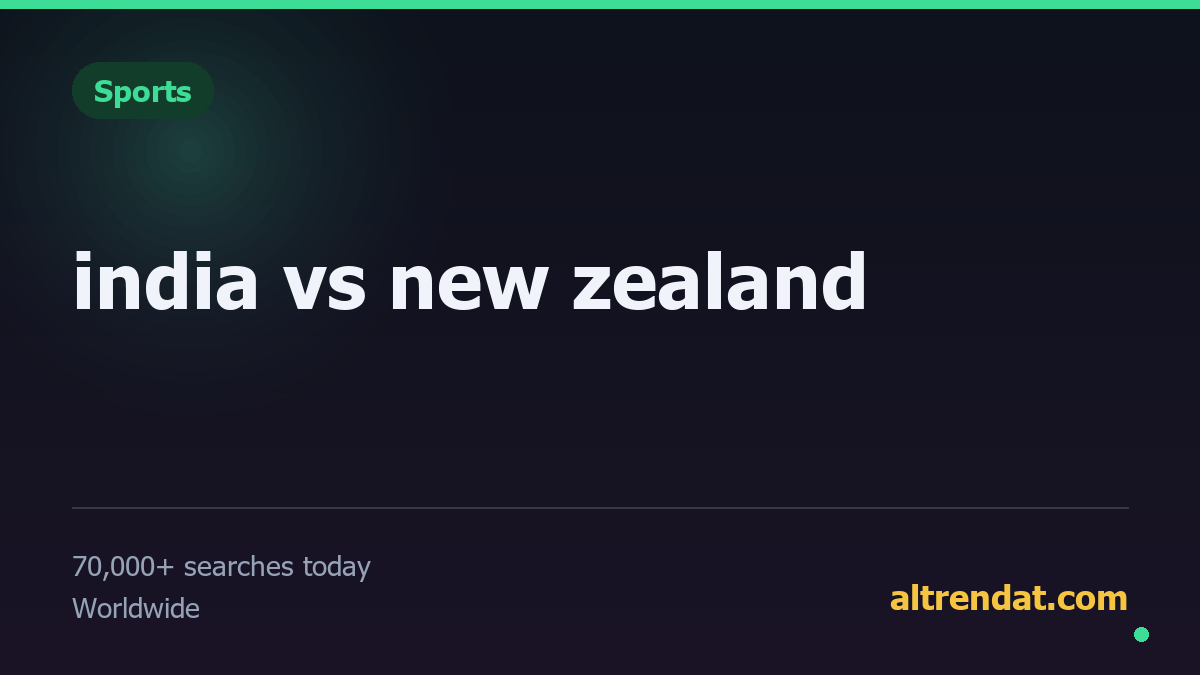 Sports
india vs new zealand
70,000+ searches today
Worldwide
altrendat.com